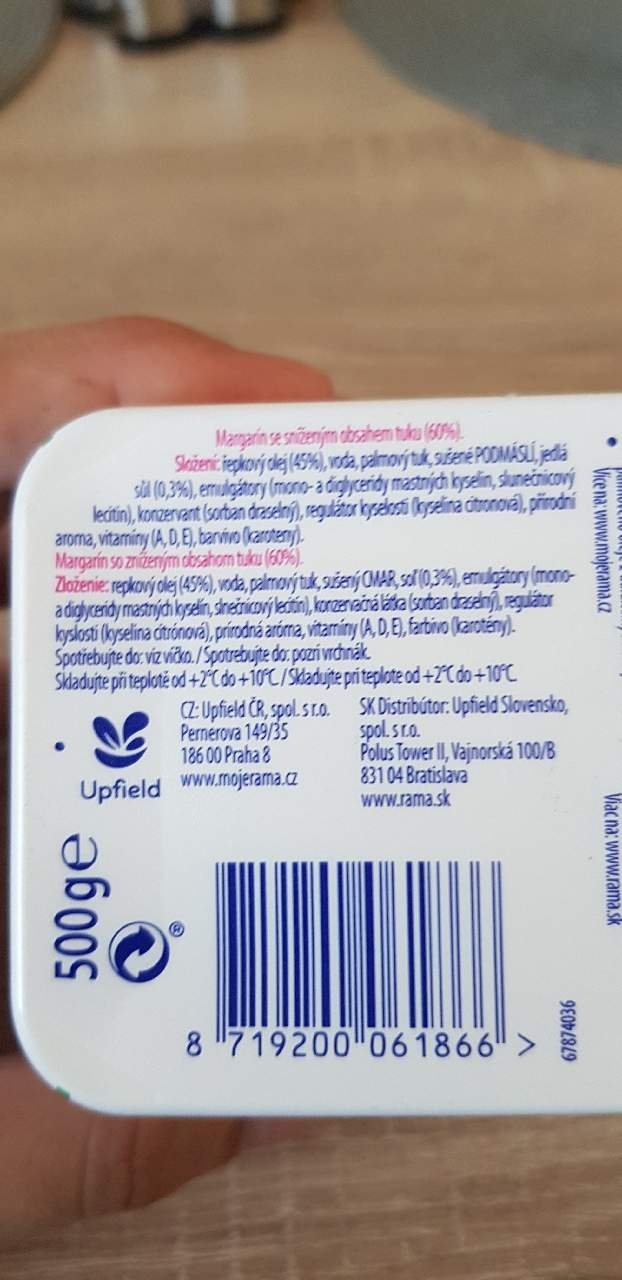 Margarín se sníženým obsahem tuku (60%).
Složení: řepkový olej (45%), voda, palmový tuk, sušené PODMÁSLÍ, jedlá
sůl (0,3%), emulgátory (mono- a diglyceridy mastných kyselin, slunečnicový
lecitin), konzervant (sorban draselný), regulátor kyselosti (kyselina citronová), přírodní
aroma, vitaminy (A, D, E), barvivo (karoteny).
Margarín so zníženým obsahom tuku (60%).
Zloženie: repkový olej (45%), voda, palmový tuk, sušený CMAR, soľ (0,3%), emulgátory (mono-
a diglyceridy mastných kyselín, slnečnicový lecitín), konzervačná látka (sorban draselný), regulátor
kyslosti (kyselina citrónová), prírodná aróma, vitamíny (A, D, E), farbivo (karotény).
Spotřebujte do: viz víčko. / Spotrebujte do: pozri vrchnák.
Skladujte při teplotě od +2°C do +10°C. / Skladujte pri teplote od +2°C do +10°C.
Upfield
CZ: Upfield ČR, spol. s r.o.
Pernerova 149/35
186 00 Praha 8
www.mojerama.cz
SK Distribútor: Upfield Slovensko,
spol. s r.o.
Polus Tower II, Vajnorská 100/B
831 04 Bratislava
www.rama.sk
500g e
®
8 719200 061866 >
67874036
Více na: www.mojerama.cz
Viac na: www.rama.sk